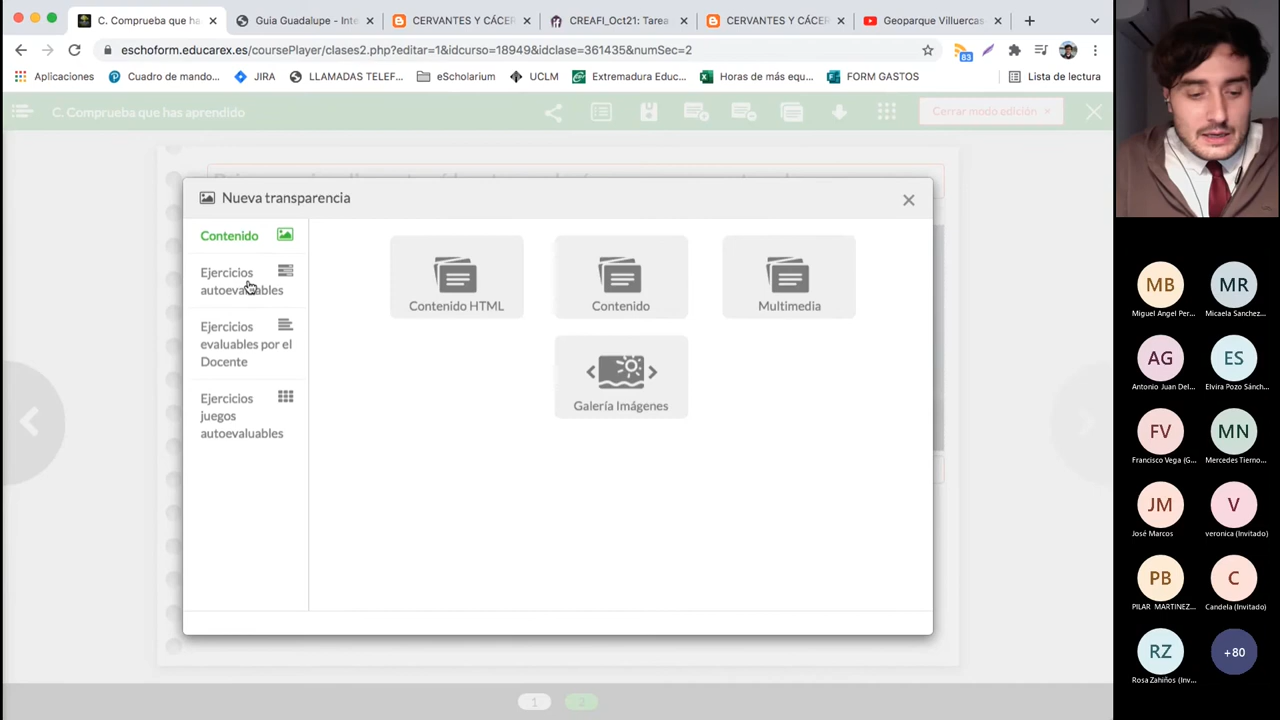 C. Comprueba que ha
Guia Guadalupe - Inte
CERVANTES Y CÁCE
CREAFI_Oct21: Tarea
CERVANTES Y CÁCER
Geoparque Villuercas
eschoform.educarex.es/coursePlayer/clases2.php?editar=1&idcurso=18949&idclase=361435&numSec=2
83
Aplicaciones
Cuadro de mando...
JIRA
LLAMADAS TELEF...
eScholarium
UCLM
Extremadura Educ...
Horas de más equ...
FORM GASTOS
Lista de lectura
C. Comprueba que has aprendido
Cerrar modo edición ×
Nueva transparencia
Contenido
Ejercicios
autoevaluables
Ejercicios
evaluables por el
Docente
Ejercicios
juegos
autoevaluables
Contenido HTML
Contenido
Multimedia
Galería Imágenes
1
2
MB
Miguel Angel Per...
MR
Micaela Sanchez...
AG
Antonio Juan Del...
ES
Elvira Pozo Sánch...
FV
Francisco Vega (G...
MN
Mercedes Tierno...
JM
José Marcos
V
veronica (Invitado)
PB
PILAR MARTINEZ...
C
Candela (Invitado)
RZ
Rosa Zahiños (Inv...
+80